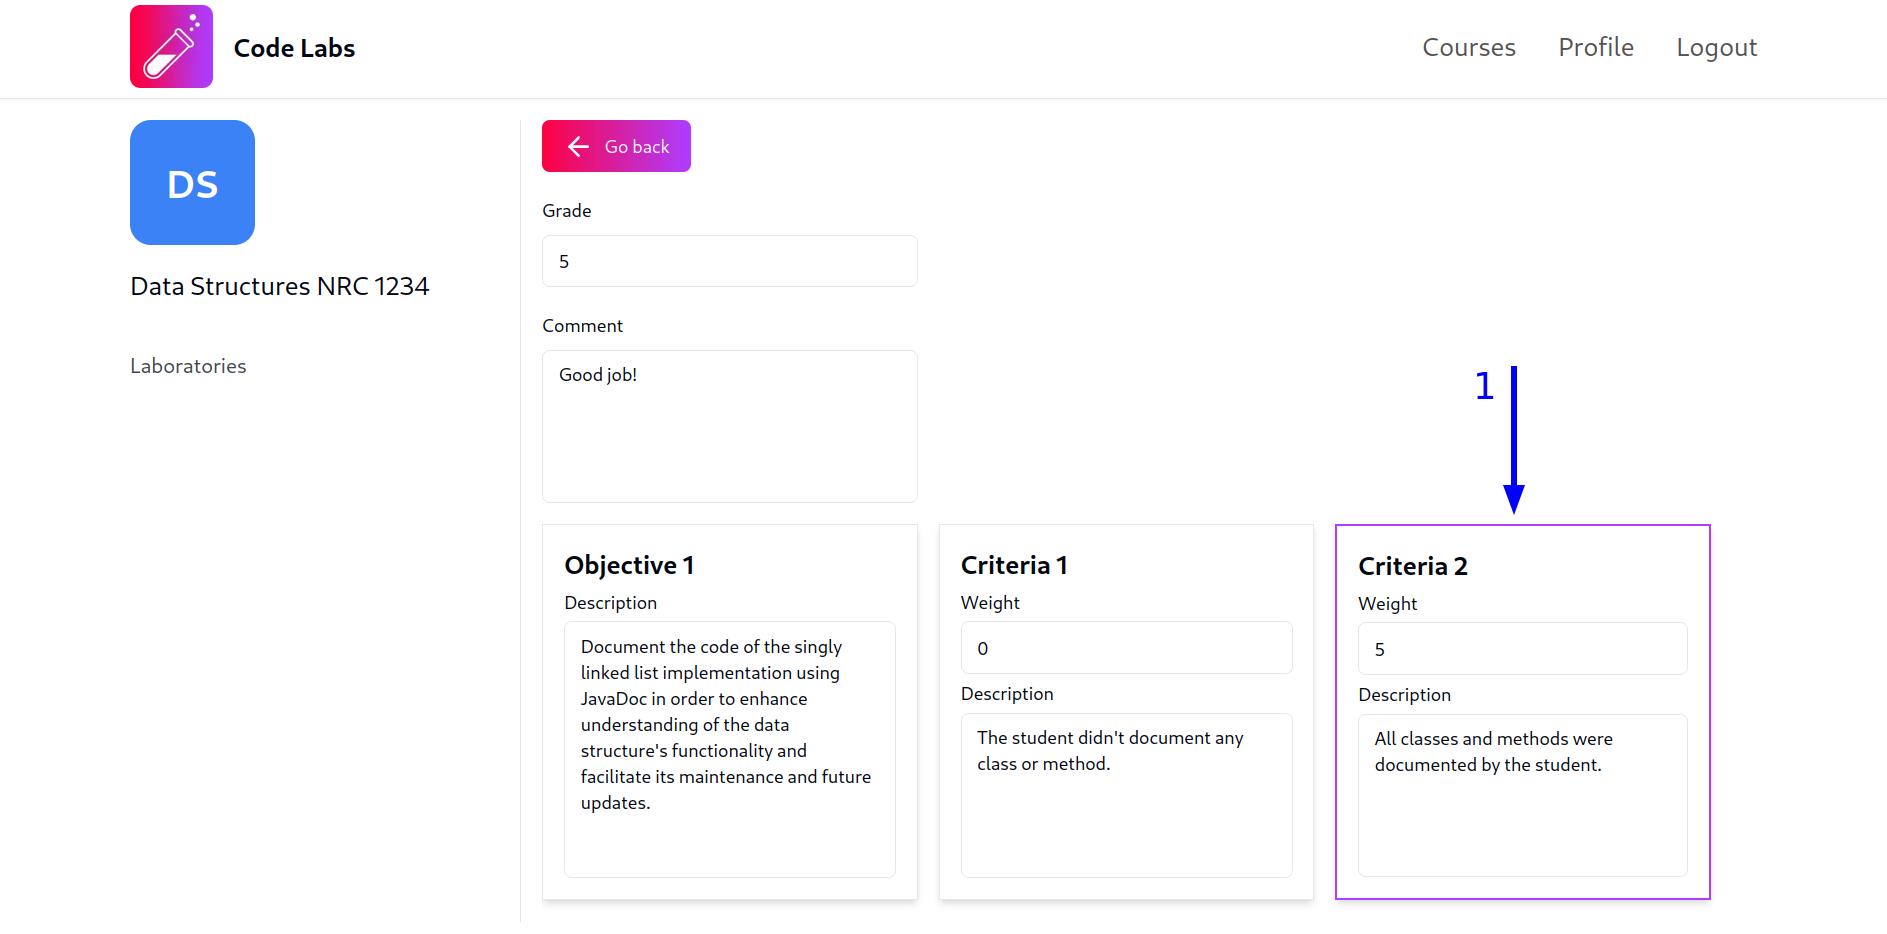 Code Labs
Courses
Profile
Logout
DS
Data Structures NRC 1234
Laboratories
Go back
Grade
5
Comment
Good job!
1
Objective 1
Description
Document the code of the singly
linked list implementation using
JavaDoc in order to enhance
understanding of the data
structure's functionality and
facilitate its maintenance and future
updates.
Criteria 1
Weight
0
Description
The student didn't document any
class or method.
Criteria 2
Weight
5
Description
All classes and methods were
documented by the student.